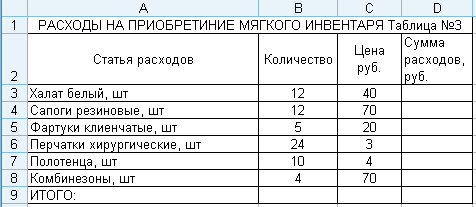 A B C D
1 РАСХОДЫ НА ПРИОБРЕТИНИЕ МЯГКОГО ИНВЕНТАРЯ Таблица №3
2 Статья расходов Количество Цена руб. Сумма расходов, руб.
3 Халат белый, шт 12 40
4 Сапоги резиновые, шт 12 70
5 Фартуки клиенчатые, шт 5 20
6 Перчатки хирургические, шт 24 3
7 Полотенца, шт 10 4
8 Комбинезоны, шт 4 70
9 ИТОГО: